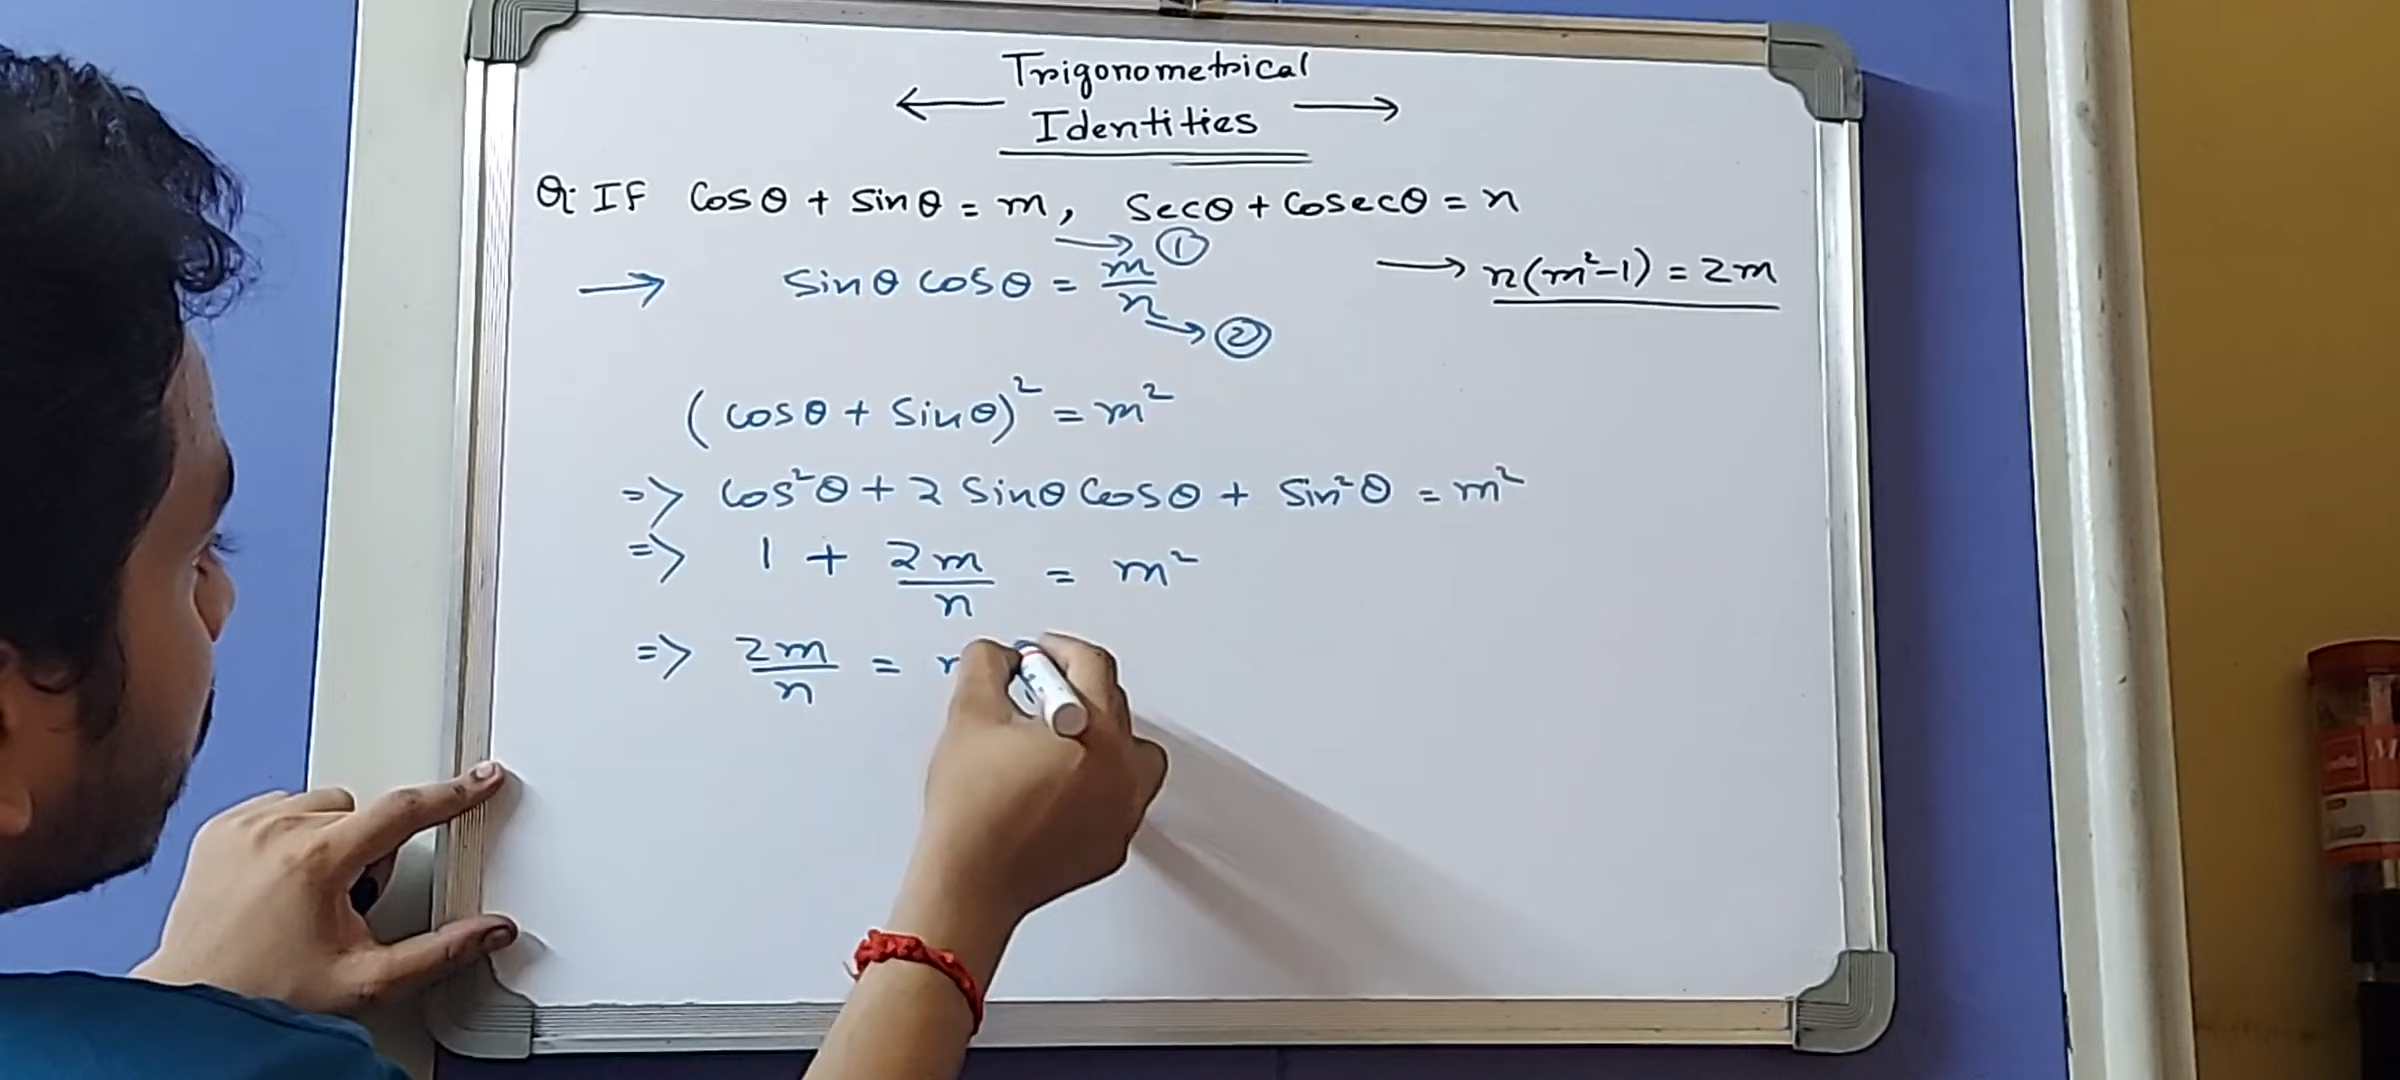 Trigonometrical
← Identities →
Q: IF Cosθ + Sinθ = m, Secθ + Cosecθ = n
→ ①
→ n(m²-1) = 2m
→ Sinθ Cosθ = m/n
→ ②
(Cosθ + Sinθ)² = m²
=> Cos²θ + 2 Sinθ Cosθ + Sin²θ = m²
=> 1 + 2m/n = m²
=> 2m/n =